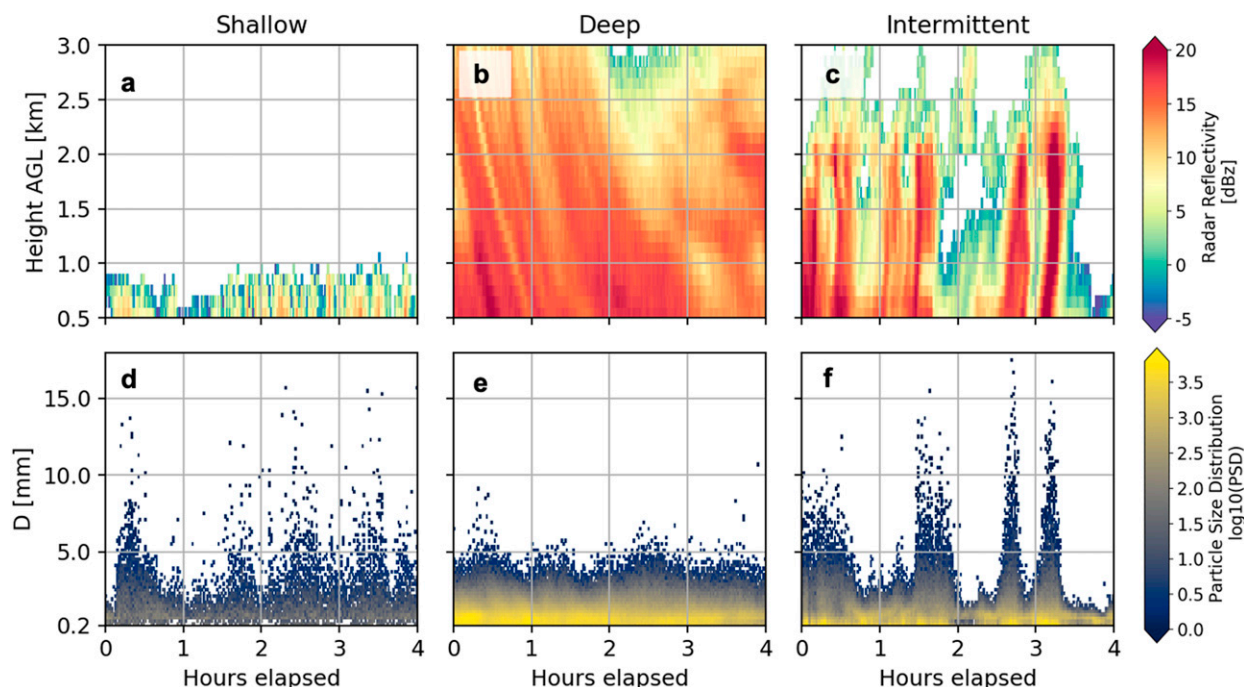 Shallow
Deep
Intermittent
3.0
2.5
2.0
1.5
1.0
0.5
Height AGL [km]
a
b
c
0
1
2
3
4
0
1
2
3
4
0
1
2
3
4
20
15
10
5
0
-5
Radar Reflectivity
[dBz]
15.0
10.0
5.0
0.2
D [mm]
d
e
f
3.5
3.0
2.5
2.0
1.5
1.0
0.5
0.0
Particle Size Distribution
log10(PSD)
Hours elapsed
Hours elapsed
Hours elapsed